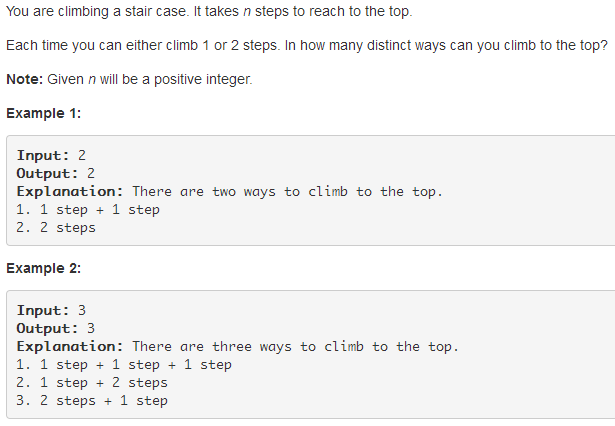 You are climbing a stair case. It takes n steps to reach to the top.
Each time you can either climb 1 or 2 steps. In how many distinct ways can you climb to the top?
Note: Given n will be a positive integer.
Example 1:
Input: 2
Output: 2
Explanation: There are two ways to climb to the top.
1. 1 step + 1 step
2. 2 steps
Example 2:
Input: 3
Output: 3
Explanation: There are three ways to climb to the top.
1. 1 step + 1 step + 1 step
2. 1 step + 2 steps
3. 2 steps + 1 step